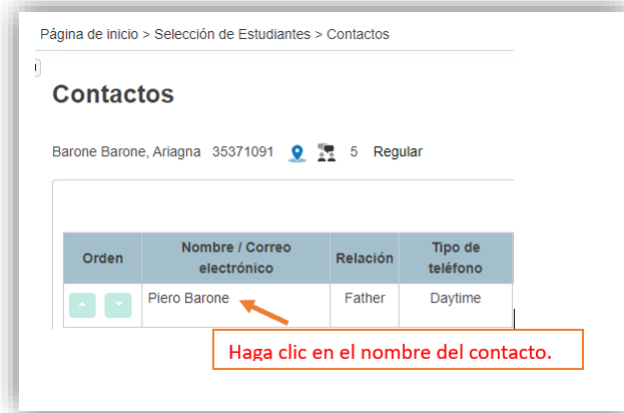 Página de inicio > Selección de Estudiantes > Contactos
Contactos
Barone Barone, Ariagna 35371091 5 Regular
Orden
Nombre / Correo
electrónico
Relación
Tipo de
teléfono
Piero Barone
Father
Daytime
Haga clic en el nombre del contacto.